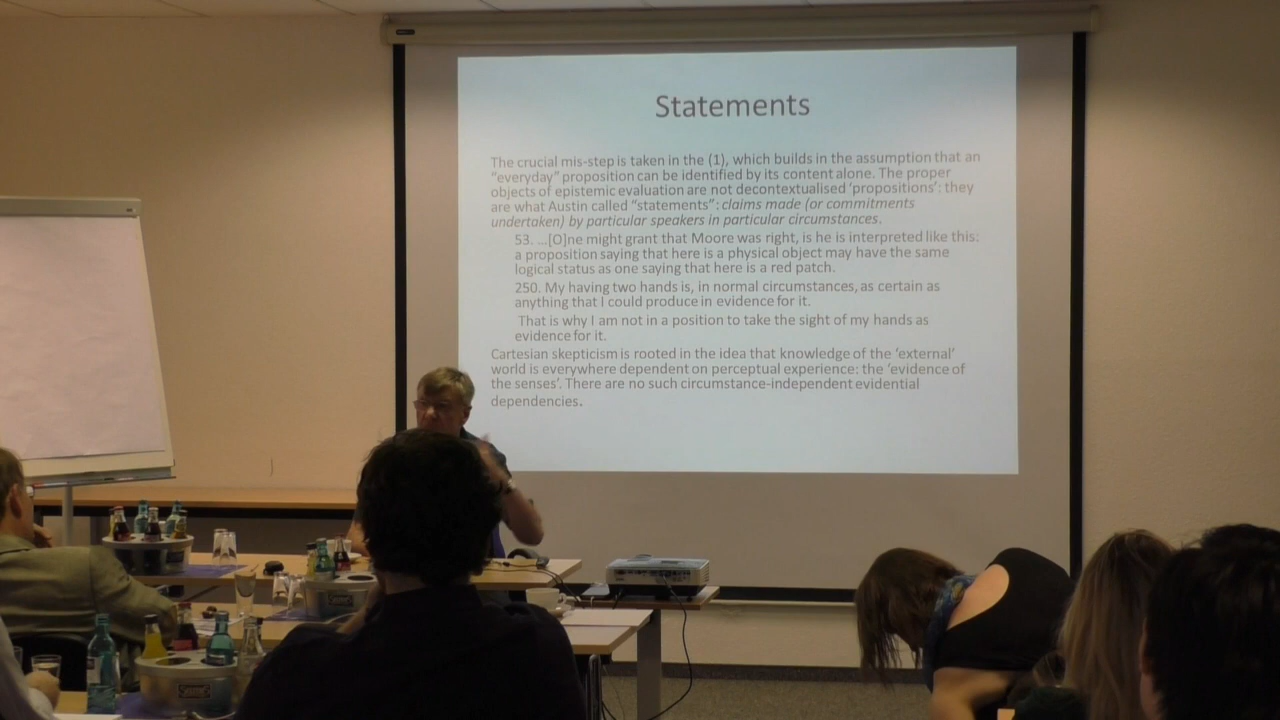 Statements
The crucial mis-step is taken in the (1), which builds in the assumption that an
“everyday” proposition can be identified by its content alone. The proper
objects of epistemic evaluation are not decontextualised ‘propositions’: they
are what Austin called “statements”: claims made (or commitments
undertaken) by particular speakers in particular circumstances.
53. ...[O]ne might grant that Moore was right, is he is interpreted like this:
a proposition saying that here is a physical object may have the same
logical status as one saying that here is a red patch.
250. My having two hands is, in normal circumstances, as certain as
anything that I could produce in evidence for it.
That is why I am not in a position to take the sight of my hands as
evidence for it.
Cartesian skepticism is rooted in the idea that knowledge of the ‘external’
world is everywhere dependent on perceptual experience: the ‘evidence of
the senses’. There are no such circumstance-independent evidential
dependencies.